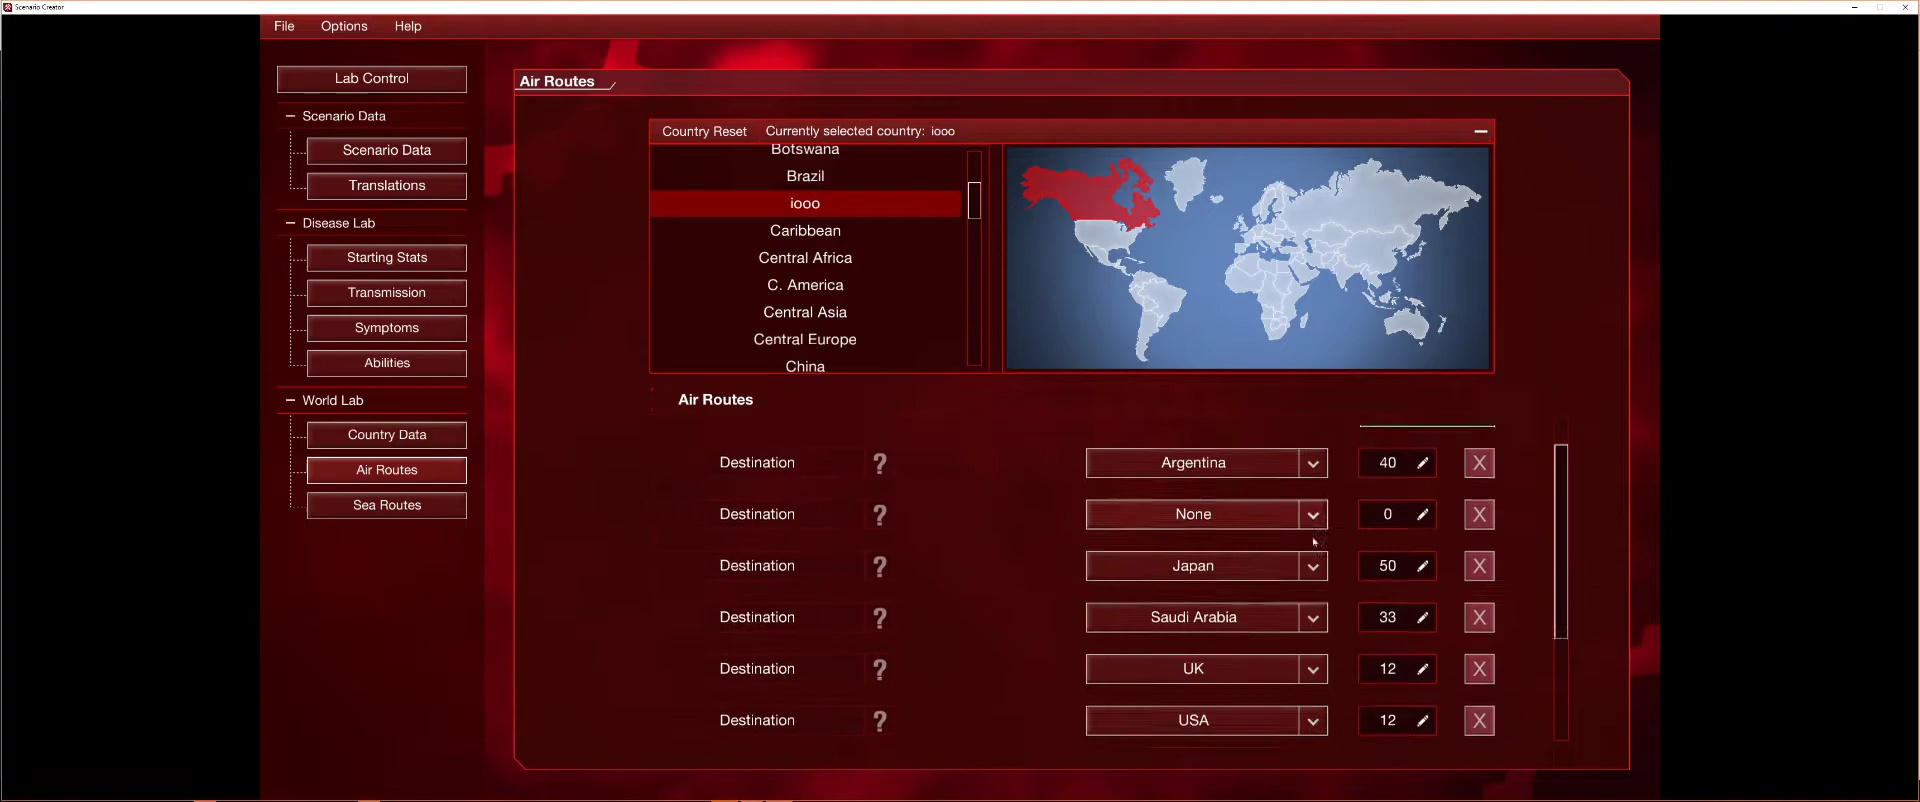 Scenario Creator
File Options Help
Lab Control
Scenario Data
Scenario Data
Translations
Disease Lab
Starting Stats
Transmission
Symptoms
Abilities
World Lab
Country Data
Air Routes
Sea Routes
Air Routes
Country Reset Currently selected country: iooo
Botswana
Brazil
iooo
Caribbean
Central Africa
C. America
Central Asia
Central Europe
China
Air Routes
Destination ? Argentina 40 X
Destination ? None 0 X
Destination ? Japan 50 X
Destination ? Saudi Arabia 33 X
Destination ? UK 12 X
Destination ? USA 12 X